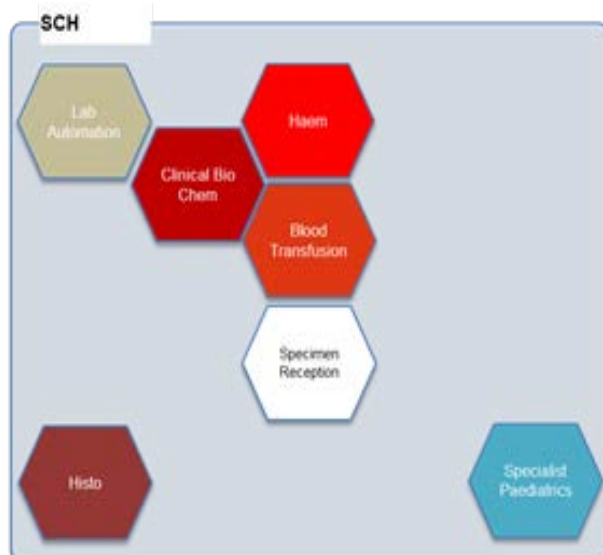 SCH
Lab
Automation
Haem
Clinical Bio
Chem
Blood
Transfusion
Specimen
Reception
Histo
Specialist
Paediatrics